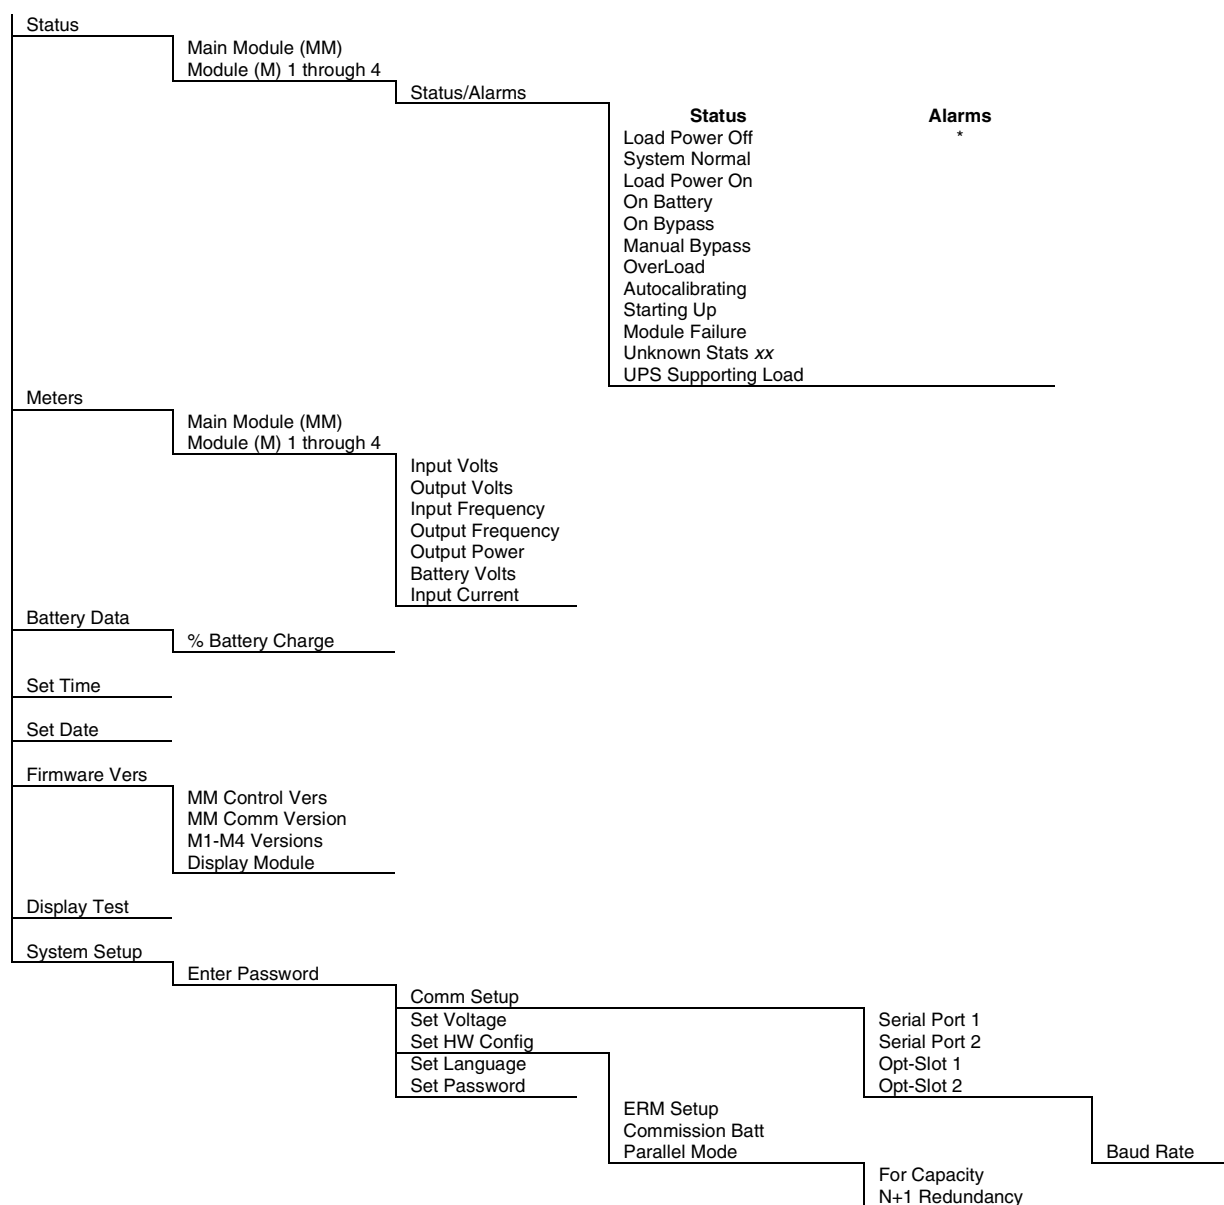 Status
Main Module (MM)
Module (M) 1 through 4
Status/Alarms
Status Alarms
Load Power Off *
System Normal
Load Power On
On Battery
On Bypass
Manual Bypass
OverLoad
Autocalibrating
Starting Up
Module Failure
Unknown Stats xx
UPS Supporting Load
Meters
Main Module (MM)
Module (M) 1 through 4
Input Volts
Output Volts
Input Frequency
Output Frequency
Output Power
Battery Volts
Input Current
Battery Data
% Battery Charge
Set Time
Set Date
Firmware Vers
MM Control Vers
MM Comm Version
M1-M4 Versions
Display Module
Display Test
System Setup
Enter Password
Comm Setup
Set Voltage
Set HW Config
Set Language
Set Password
Serial Port 1
Serial Port 2
Opt-Slot 1
Opt-Slot 2
ERM Setup
Commission Batt
Parallel Mode
Baud Rate
For Capacity
N+1 Redundancy